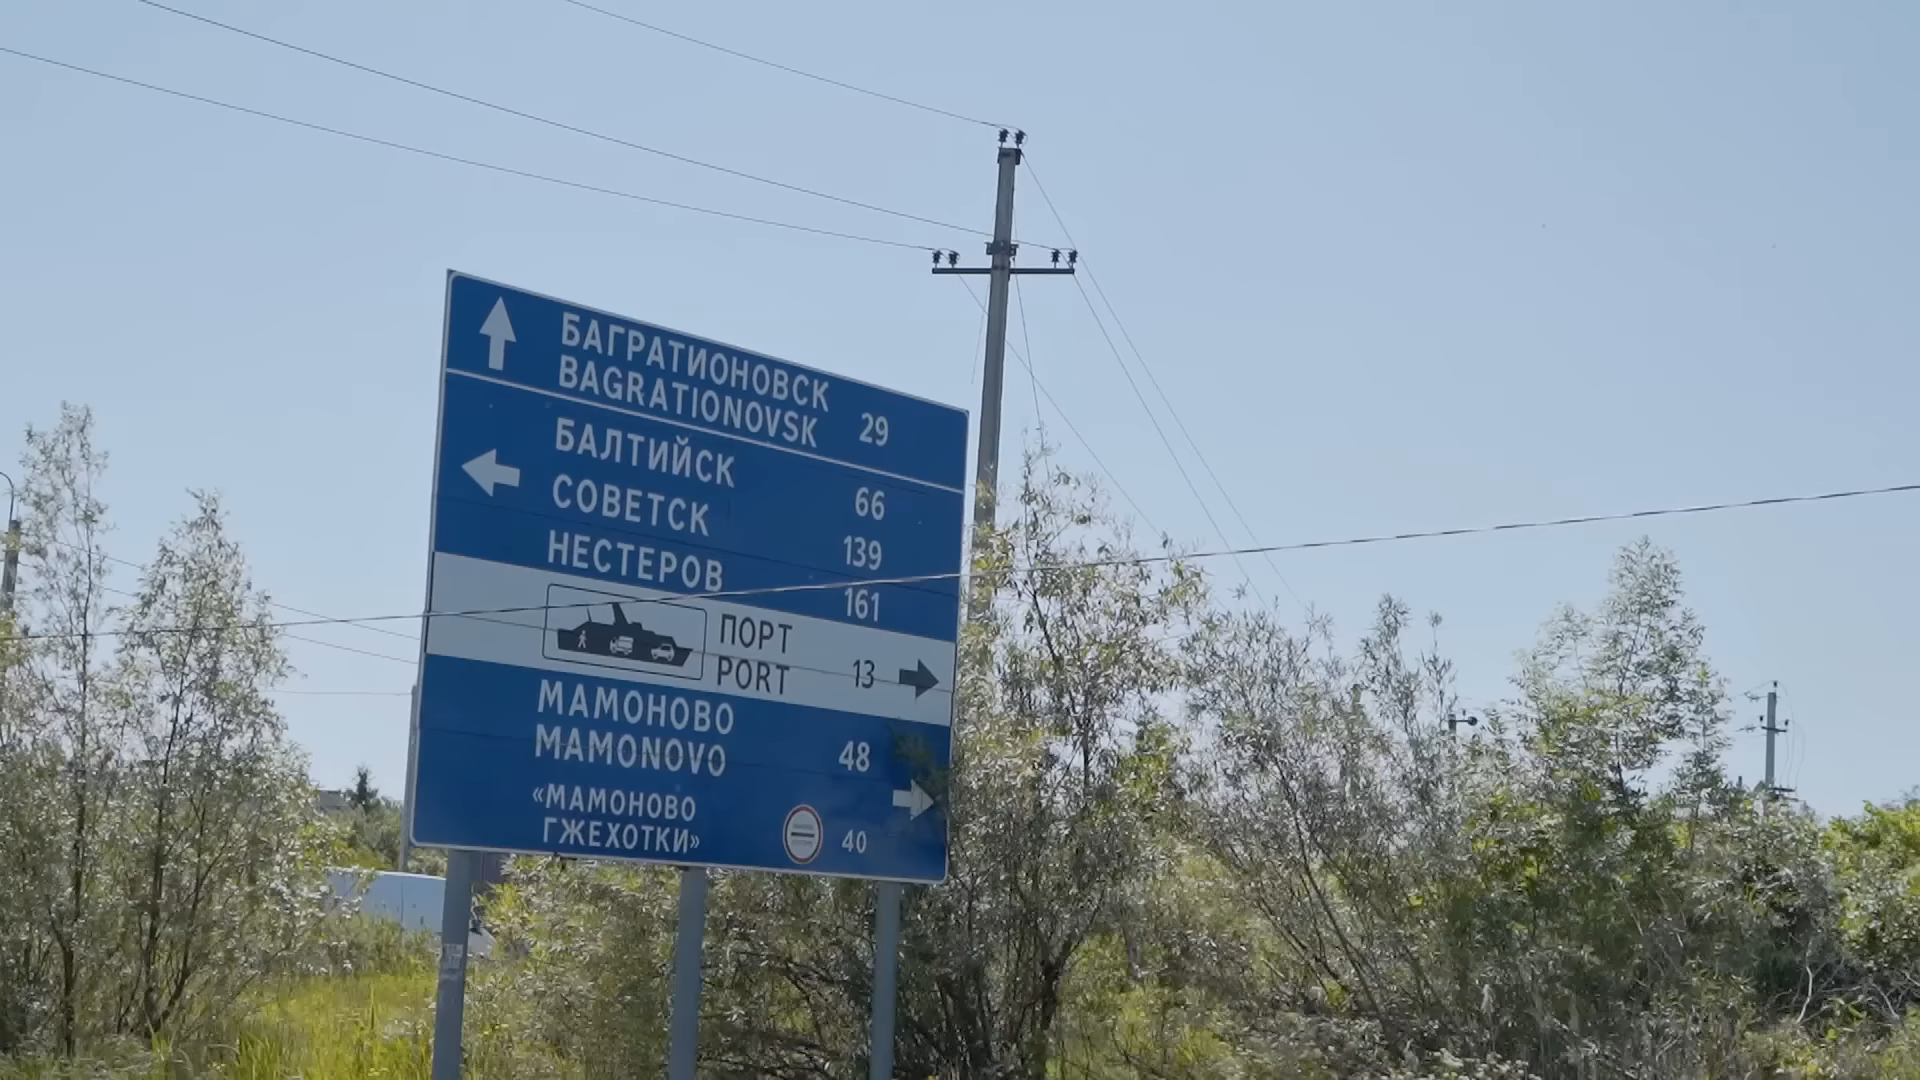 БАГРАТИОНОВСК
BAGRATIONOVSK 29
БАЛТИЙСК 66
СОВЕТСК 139
НЕСТЕРОВ 161
ПОРТ
PORT 13
МАМОНОВО
MAMONOVO 48
«МАМОНОВО
ГЖЕХОТКИ» 40